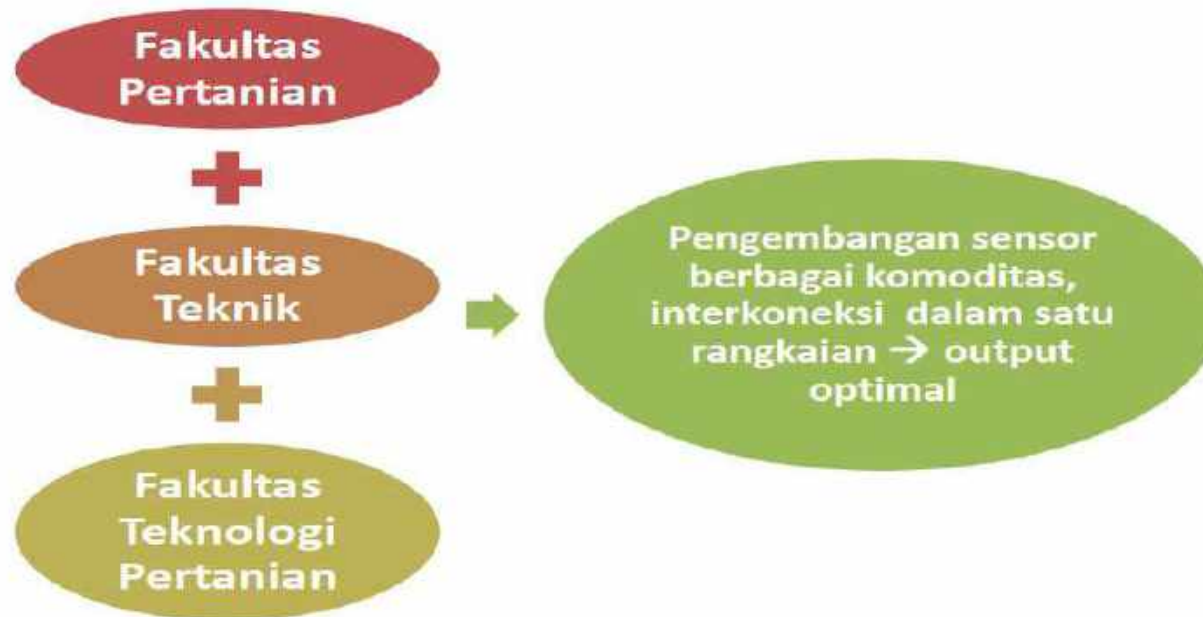 Fakultas
Pertanian
Fakultas
Teknik
Fakultas
Teknologi
Pertanian
Pengembangan sensor
berbagai komoditas,
interkoneksi dalam satu
rangkaian → output
optimal